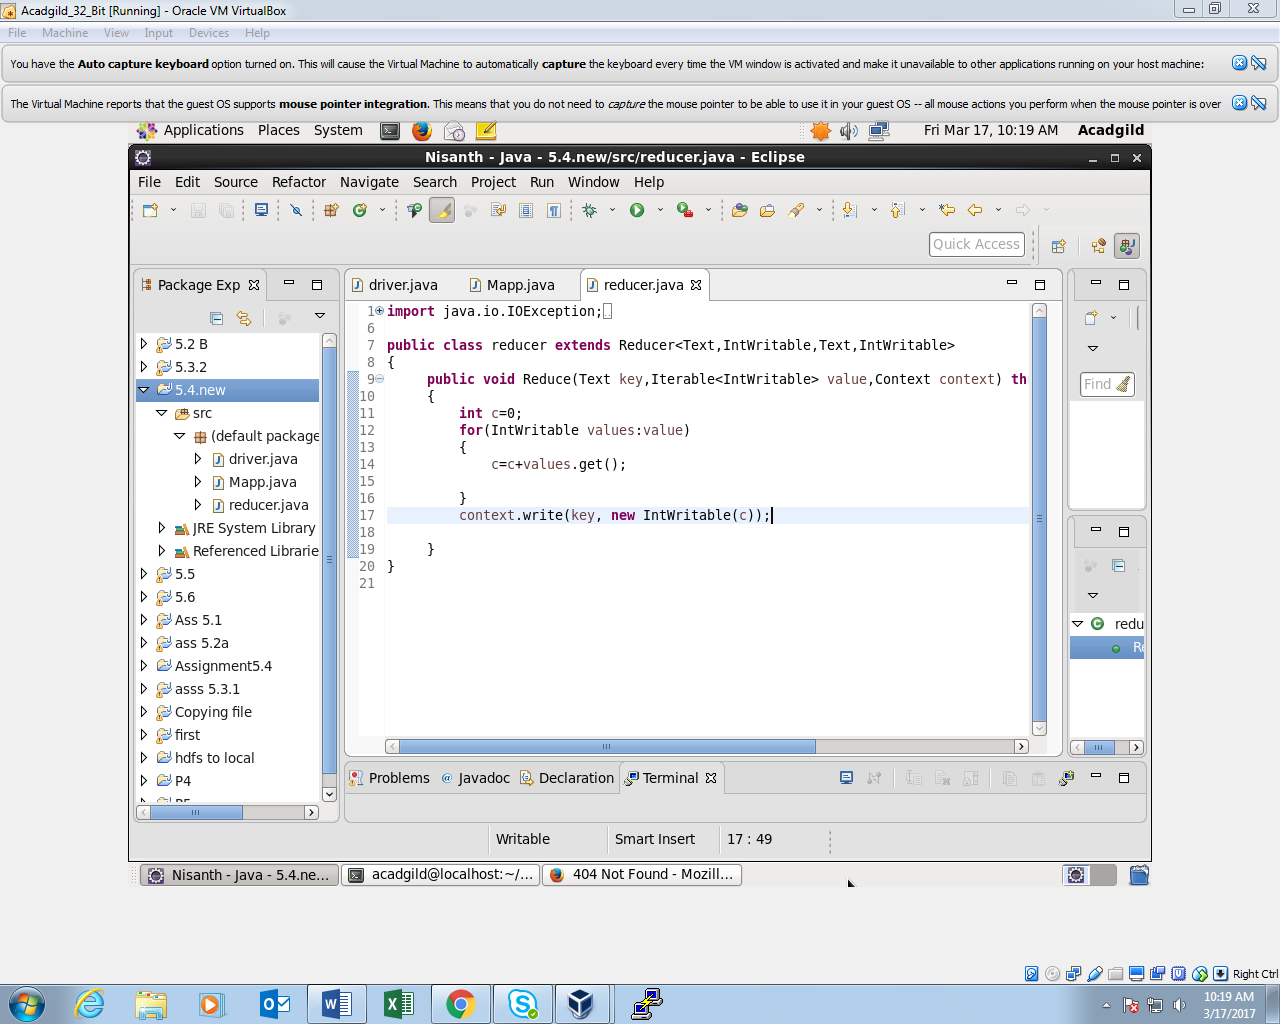 Acadgild_32_Bit [Running] - Oracle VM VirtualBox
File Machine View Input Devices Help
You have the Auto capture keyboard option turned on. This will cause the Virtual Machine to automatically capture the keyboard every time the VM window is activated and make it unavailable to other applications running on your host machine:
The Virtual Machine reports that the guest OS supports mouse pointer integration. This means that you do not need to capture the mouse pointer to be able to use it in your guest OS -- all mouse actions you perform when the mouse pointer is over
Applications Places System Fri Mar 17, 10:19 AM Acadgild
Nisanth - Java - 5.4.new/src/reducer.java - Eclipse
File Edit Source Refactor Navigate Search Project Run Window Help
Quick Access
Package Exp
driver.java Mapp.java reducer.java
5.2 B
5.3.2
5.4.new
src
(default package
driver.java
Mapp.java
reducer.java
JRE System Library
Referenced Librarie
5.5
5.6
Ass 5.1
ass 5.2a
Assignment5.4
asss 5.3.1
Copying file
first
hdfs to local
P4
1 import java.io.IOException;
6
7 public class reducer extends Reducer<Text,IntWritable,Text,IntWritable>
8 {
9 public void Reduce(Text key,Iterable<IntWritable> value,Context context) th
10 {
11 int c=0;
12 for(IntWritable values:value)
13 {
14 c=c+values.get();
15
16 }
17 context.write(key, new IntWritable(c));
18
19 }
20 }
21
Find
redu
Re
Problems @ Javadoc Declaration Terminal
Writable Smart Insert 17 : 49
Nisanth - Java - 5.4.ne... acadgild@localhost:~/... 404 Not Found - Mozill...
Right Ctrl
10:19 AM
3/17/2017